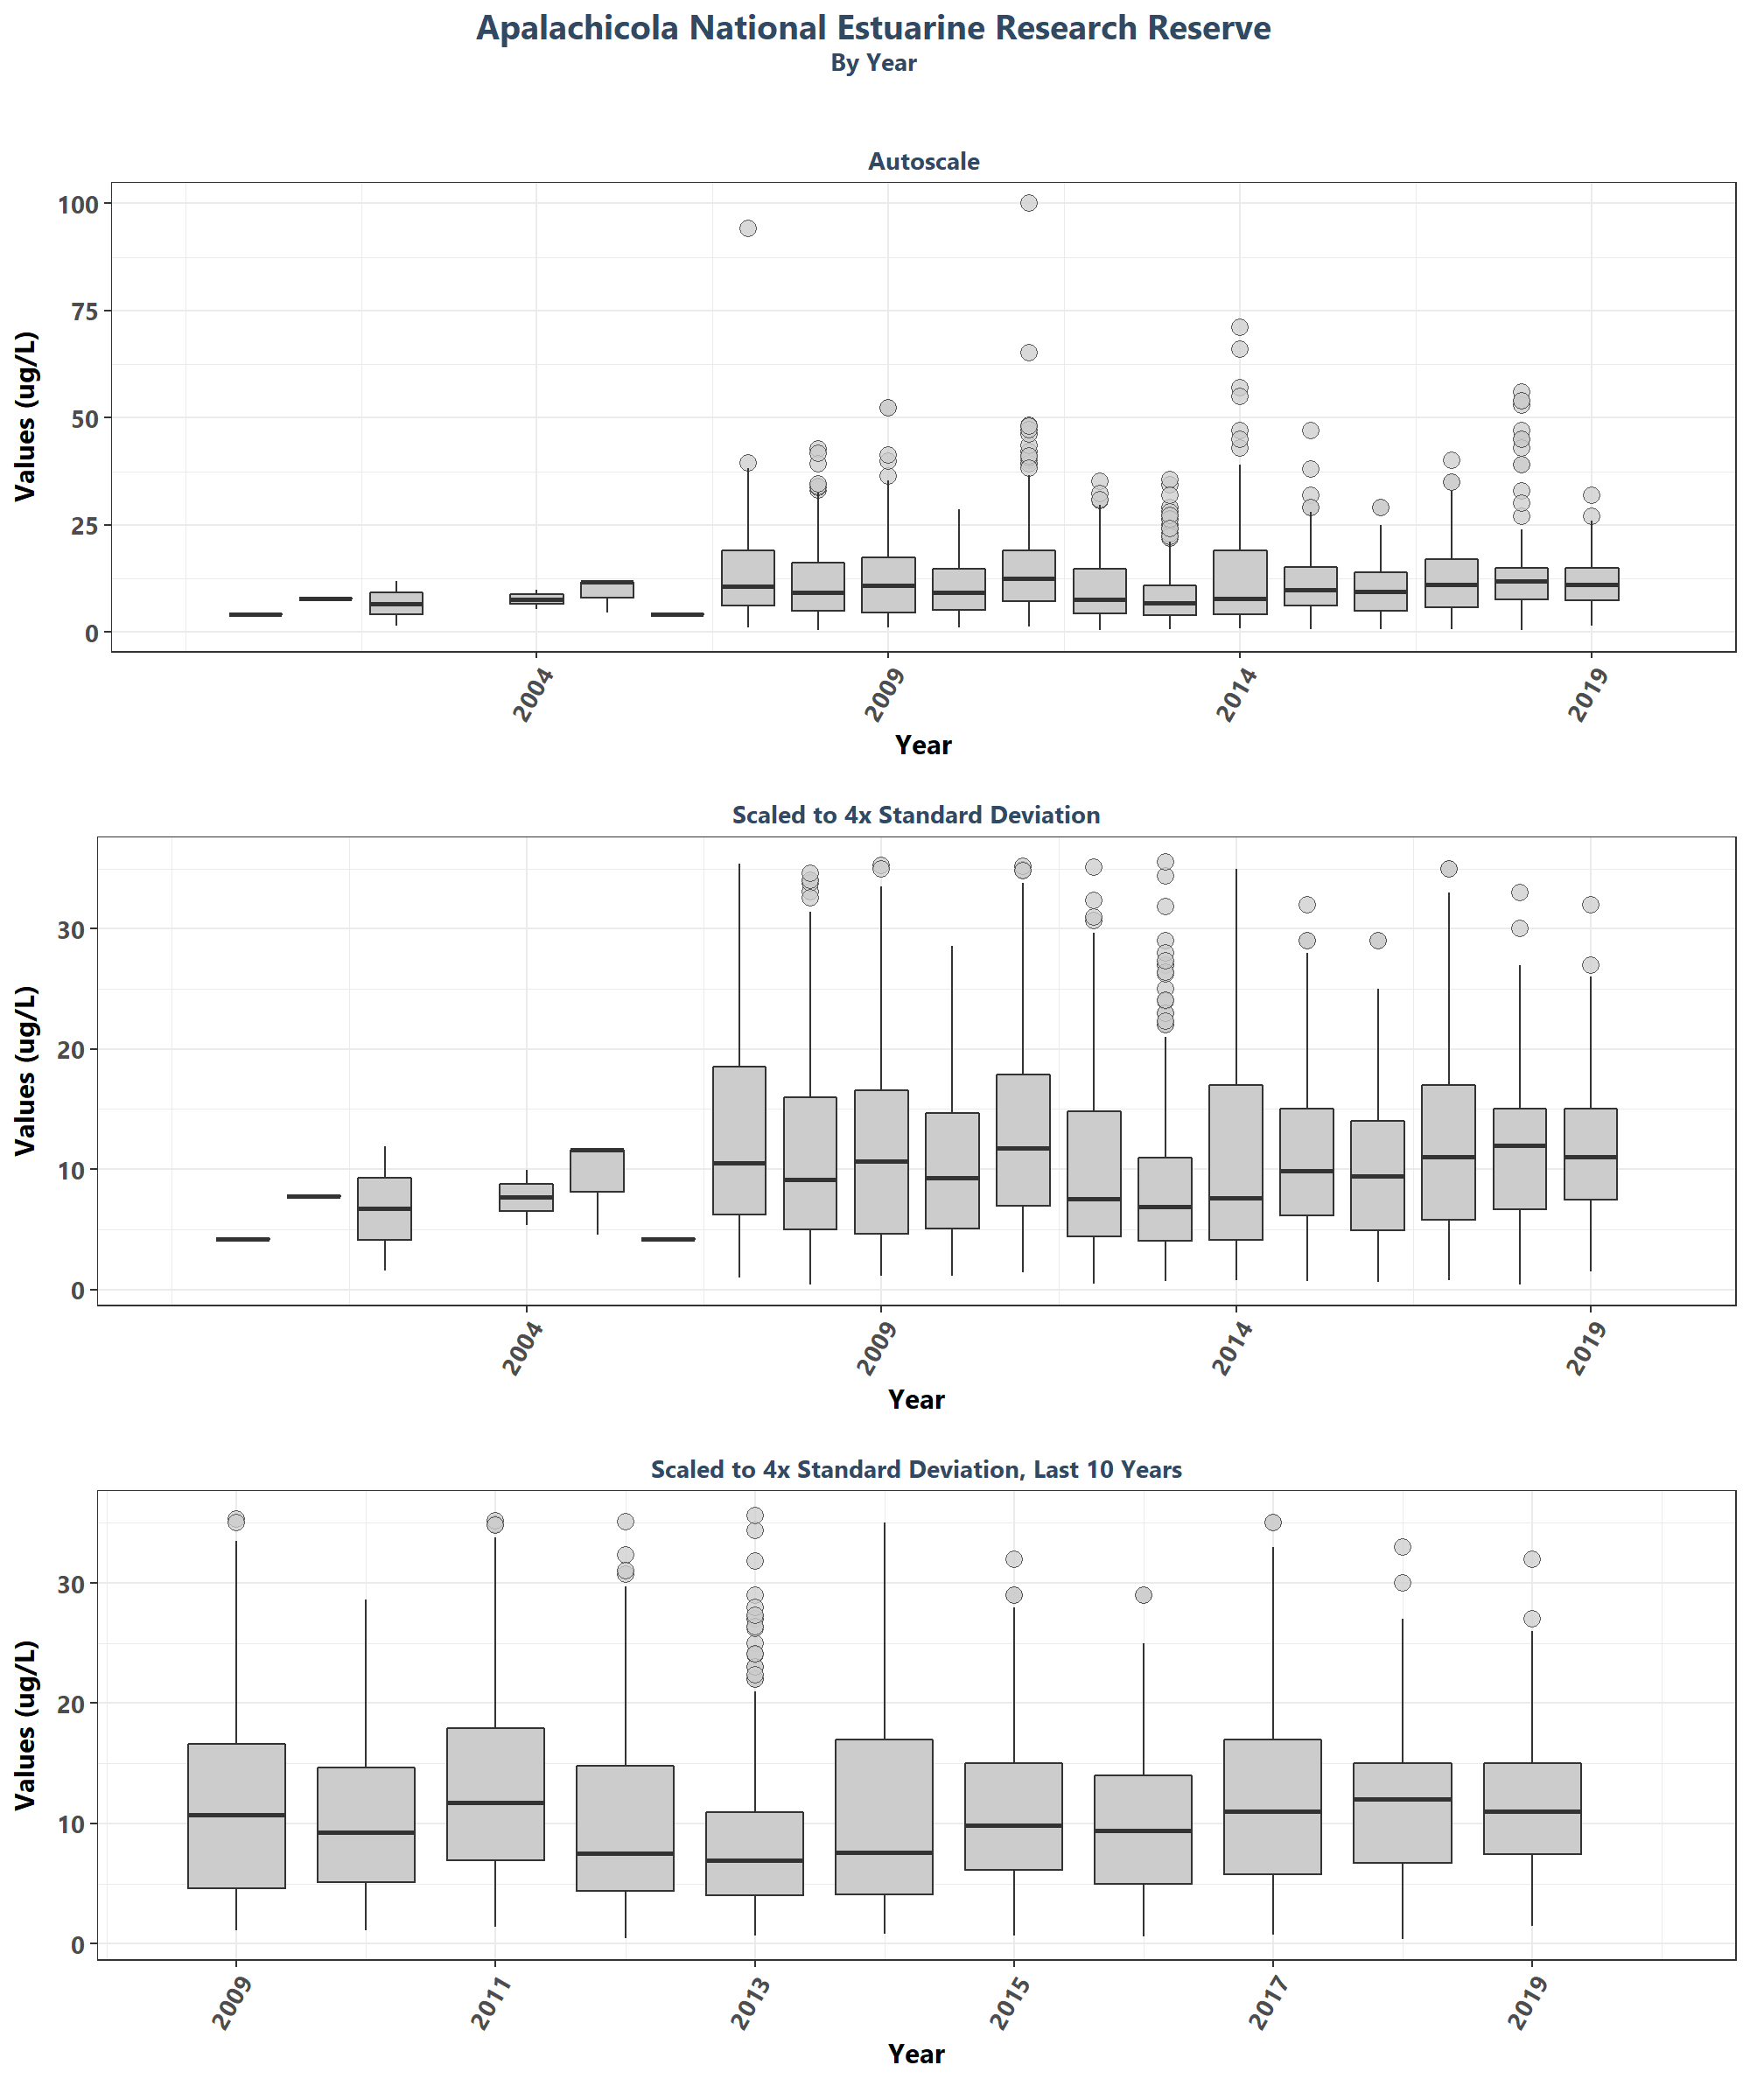 Apalachicola National Estuarine Research Reserve
By Year
Autoscale
Values (ug/L)
100
75
50
25
0
2004
2009
2014
2019
Year
Scaled to 4x Standard Deviation
Values (ug/L)
30
20
10
0
2004
2009
2014
2019
Year
Scaled to 4x Standard Deviation, Last 10 Years
Values (ug/L)
30
20
10
0
2009
2011
2013
2015
2017
2019
Year